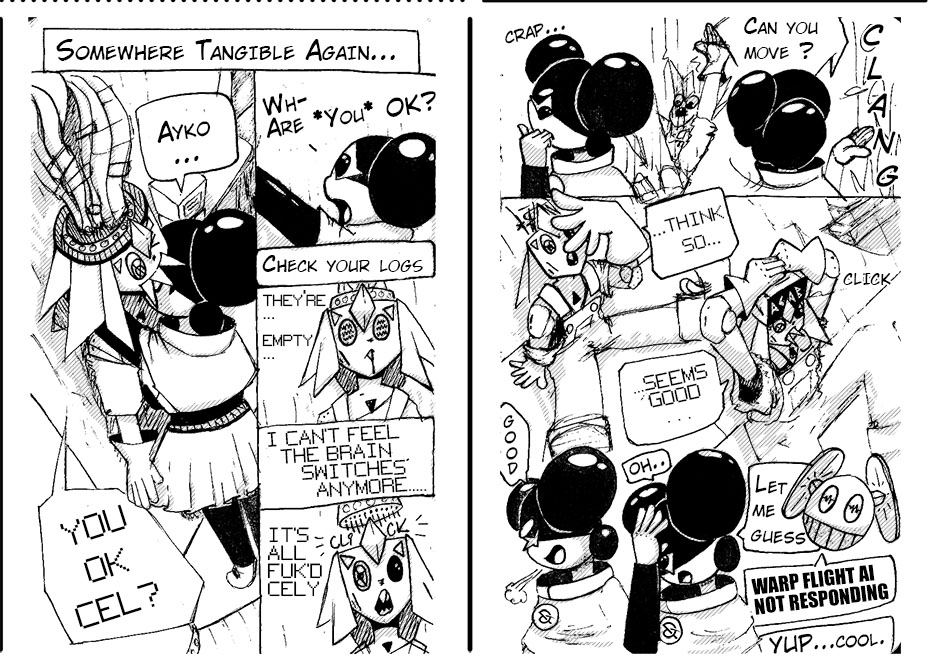 Somewhere Tangible Again...
Ayko
...
Wh-
Are *You* OK?
Check your logs
THEY'RE
...
EMPTY
...
I CAN'T FEEL
THE BRAIN
SWITCHES
ANYMORE.....
YOU
OK
CEL?
IT'S
ALL
FUK'D
CELY
CLICK
CRAP...
Can you
move ?
CLANG
...THINK
SO...
CLICK
...SEEMS
GOOD
..
GOOD
OH..
Let
me
guess
WARP FLIGHT AI
NOT RESPONDING
YUP...COOL.